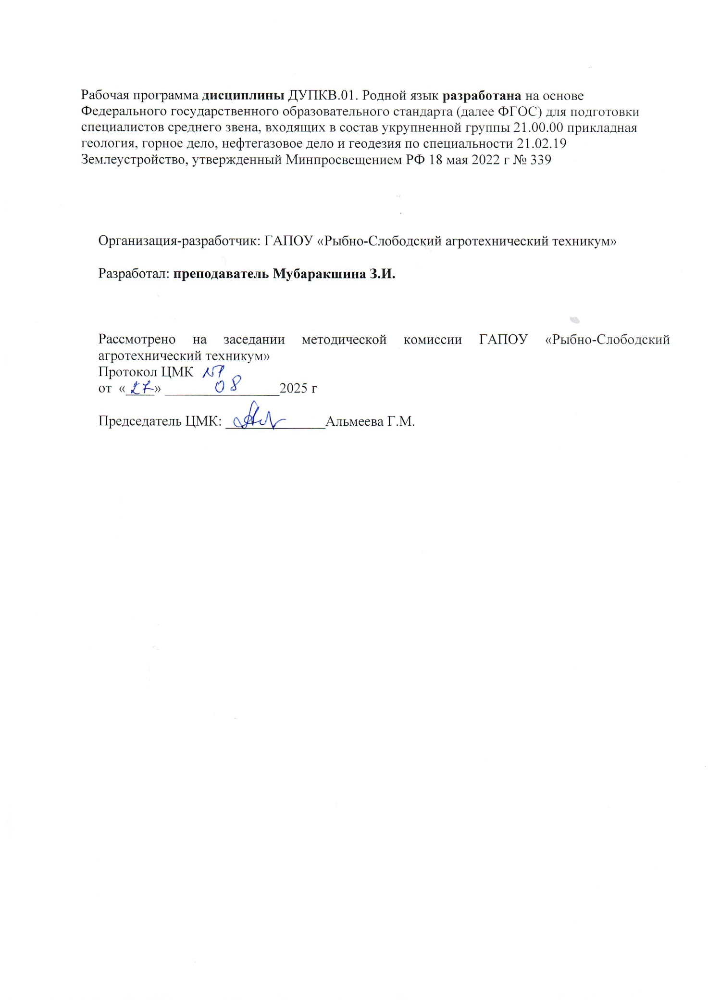 Рабочая программа дисциплины ДУПКВ.01. Родной язык разработана на основе
Федерального государственного образовательного стандарта (далее ФГОС) для подготовки
специалистов среднего звена, входящих в состав укрупненной группы 21.00.00 прикладная
геология, горное дело, нефтегазовое дело и геодезия по специальности 21.02.19
Землеустройство, утвержденный Минпросвещением РФ 18 мая 2022 г № 339
Организация-разработчик: ГАПОУ «Рыбно-Слободский агротехнический техникум»
Разработал: преподаватель Мубаракшина З.И.
Рассмотрено на заседании методической комиссии ГАПОУ «Рыбно-Слободский
агротехнический техникум»
Протокол ЦМК №1
от «27» 08 2025 г
Председатель ЦМК: Альмеева Г.М.